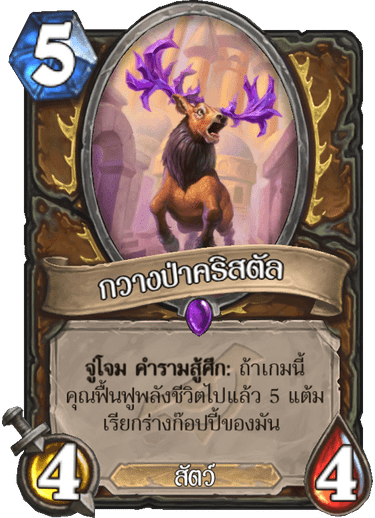 5
กวางป่าคริสตัล
จู่โจม คำรามสู้ศึก: ถ้าเกมนี้
คุณฟื้นฟูพลังชีวิตไปแล้ว 5 แต้ม
เรียกร่างก๊อปปี้ของมัน
4
สัตว์
4